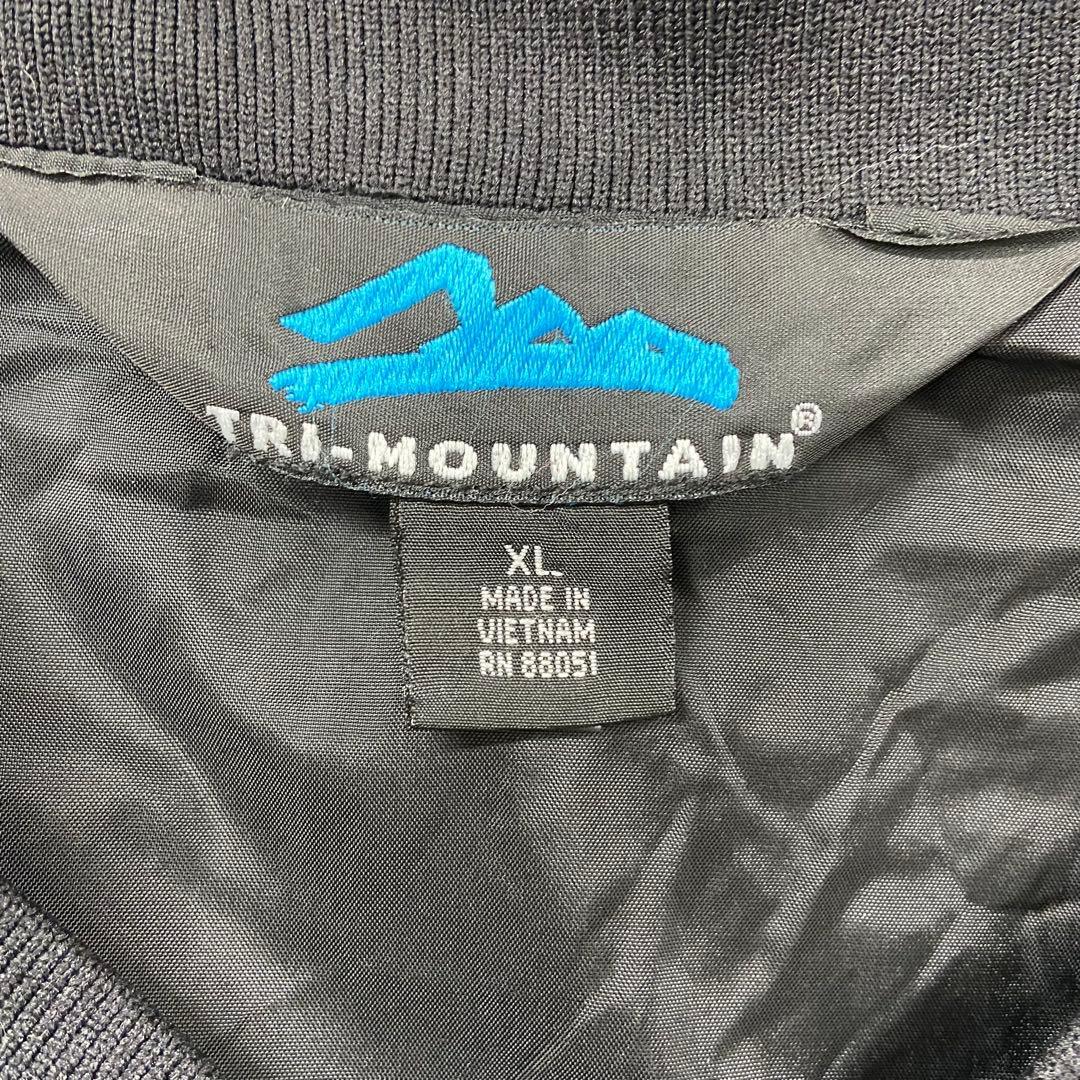 TRI-MOUNTAIN®
XL
MADE IN
VIETNAM
RN 88051